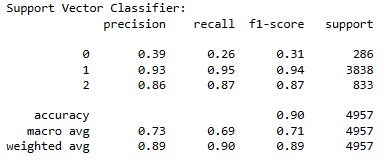 Support Vector Classifier:
precision recall f1-score support
0 0.39 0.26 0.31 286
1 0.93 0.95 0.94 3838
2 0.86 0.87 0.87 833
accuracy 0.90 4957
macro avg 0.73 0.69 0.71 4957
weighted avg 0.89 0.90 0.89 4957